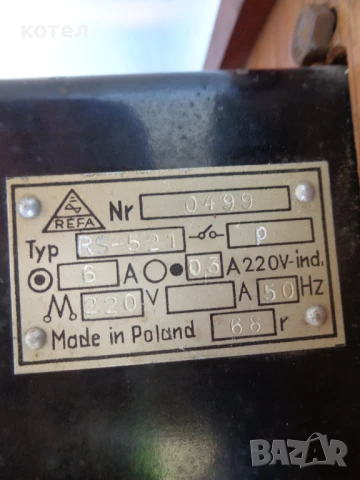 котел
REFA
Nr 0499
Typ RS-521 p
6 A 0,3 A 220V-ind.
220 V A 50 Hz
Made in Poland 68 r
BAZAR